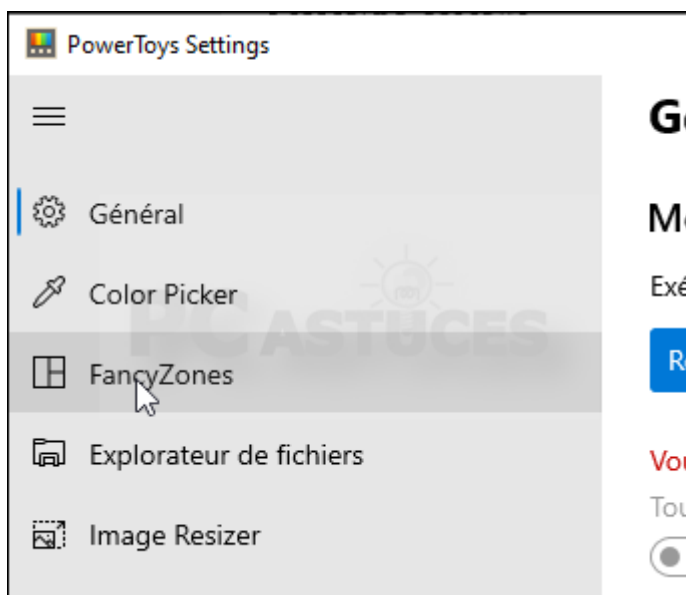 PowerToys Settings
Général
Color Picker
PC ASTUCES
FancyZones
Explorateur de fichiers
Image Resizer